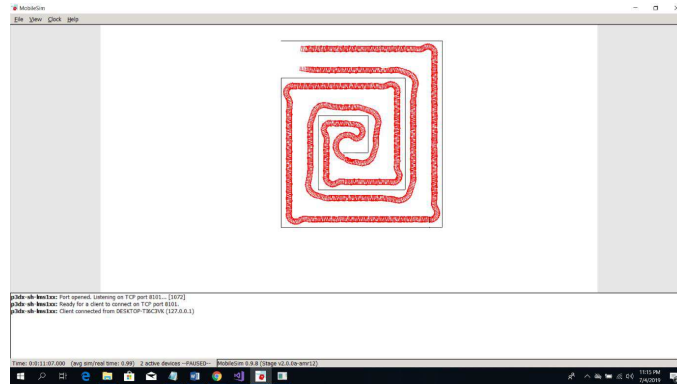 MobileSim
File View Clock Help
p3dx-sh-lms1xx: Port opened. Listening on TCP port 8101... [1072]
p3dx-sh-lms1xx: Ready for a client to connect on TCP port 8101.
p3dx-sh-lms1xx: Client connected from DESKTOP-TI6C3VK (127.0.0.1)
Time: 0:0:11:07.000 (avg sim/real time: 0.99) 2 active devices --PAUSED-- MobileSim 0.9.8 (Stage v2.0.0a-amr12)
11:15 PM
7/4/2019